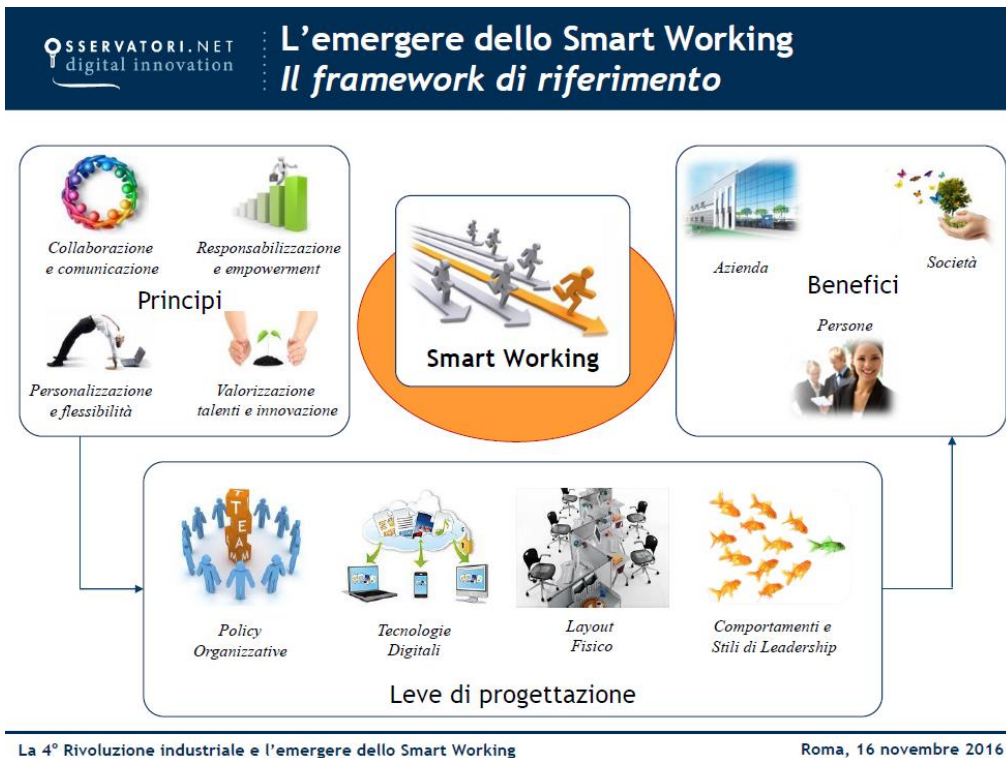 OSSERVATORI.NET
digital innovation
L'emergere dello Smart Working
Il framework di riferimento
Collaborazione
e comunicazione
Responsabilizzazione
e empowerment
Principi
Personalizzazione
e flessibilità
Valorizzazione
talenti e innovazione
Smart Working
Azienda
Società
Benefici
Persone
TEAM
Policy
Organizzative
Tecnologie
Digitali
Layout
Fisico
Comportamenti e
Stili di Leadership
Leve di progettazione
La 4° Rivoluzione industriale e l'emergere dello Smart Working
Roma, 16 novembre 2016